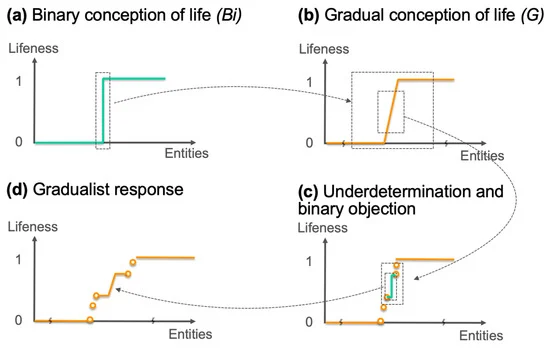 (a) Binary conception of life (Bi)
Lifeness
1
0
Entities
(b) Gradual conception of life (G)
Lifeness
1
0
Entities
(d) Gradualist response
Lifeness
1
0
Entities
(c) Underdetermination and
binary objection
Lifeness
1
0
Entities